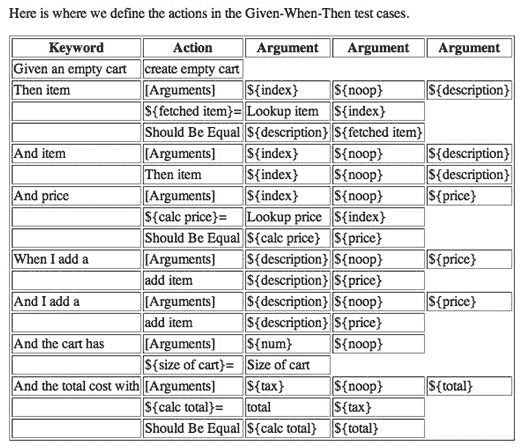 Here is where we define the actions in the Given-When-Then test cases.
Keyword Action Argument Argument Argument
Given an empty cart create empty cart
Then item [Arguments] ${index} ${noop} ${description}
${fetched item}= Lookup item ${index}
Should Be Equal ${description} ${fetched item}
And item [Arguments] ${index} ${noop} ${description}
Then item ${index} ${noop} ${description}
And price [Arguments] ${index} ${noop} ${price}
${calc price}= Lookup price ${index}
Should Be Equal ${calc price} ${price}
When I add a [Arguments] ${description} ${noop} ${price}
add item ${description} ${price}
And I add a [Arguments] ${description} ${noop} ${price}
add item ${description} ${price}
And the cart has [Arguments] ${num} ${noop}
${size of cart}= Size of cart
And the total cost with [Arguments] ${tax} ${noop} ${total}
${calc total}= total ${tax}
Should Be Equal ${calc total} ${total}